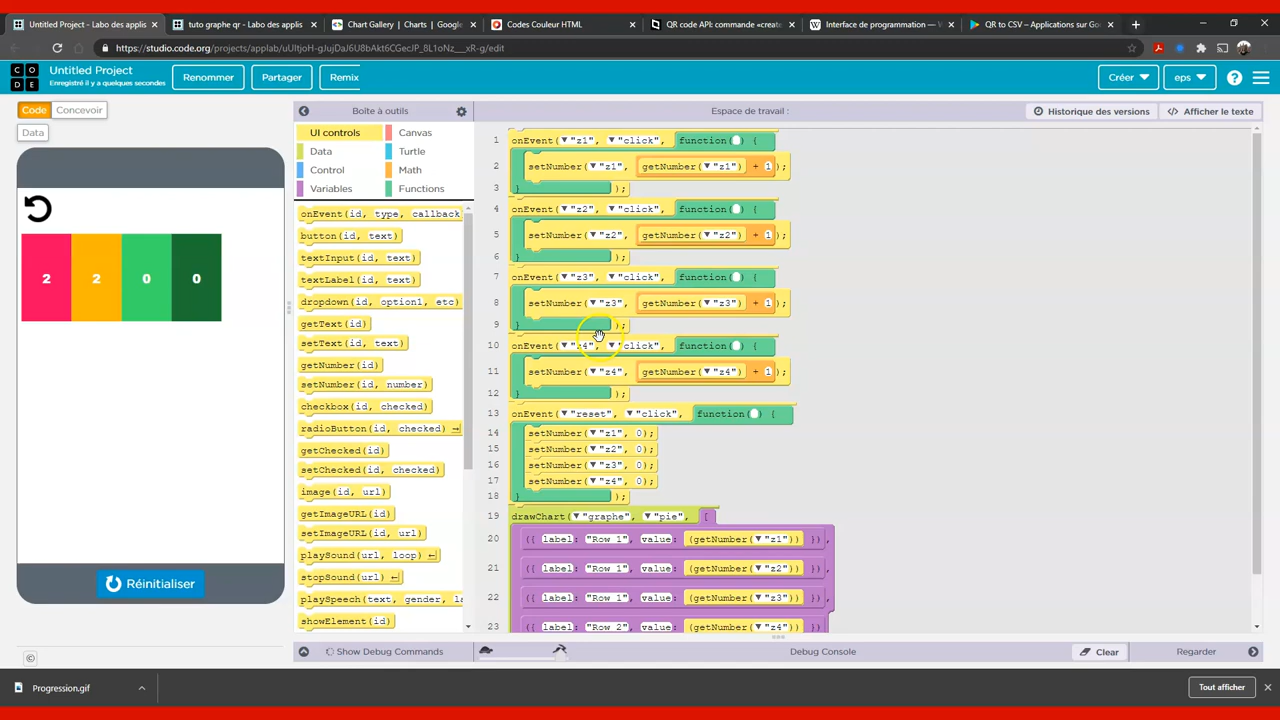 Untitled Project - Labo des applis
tuto graphe qr - Labo des applis
Chart Gallery | Charts | Google
Codes Couleur HTML
QR code API: commande «create
Interface de programmation —
QR to CSV – Applications sur Goo
https://studio.code.org/projects/applab/uUltjoH-gJujDaJ6U8bAkt6CGecJP_8L1oNz__xR-g/edit
CODE
Untitled Project
Enregistré il y a quelques secondes
Renommer
Partager
Remix
Créer
eps
Code
Concevoir
Boîte à outils
Espace de travail :
Historique des versions
Afficher le texte
Data
UI controls
Canvas
Data
Turtle
Control
Math
Variables
Functions
2 2 0 0
Réinitialiser
onEvent(id, type, callback
button(id, text)
textInput(id, text)
textLabel(id, text)
dropdown(id, option1, etc)
getText(id)
setText(id, text)
getNumber(id)
setNumber(id, number)
checkbox(id, checked)
radioButton(id, checked)
getChecked(id)
setChecked(id, checked)
image(id, url)
getImageURL(id)
setImageURL(id, url)
playSound(url, loop)
stopSound(url)
playSpeech(text, gender, la
showElement(id)
1 onEvent("z1", "click", function() {
2 setNumber("z1", getNumber("z1") + 1);
3 } );
4 onEvent("z2", "click", function() {
5 setNumber("z2", getNumber("z2") + 1);
6 } );
7 onEvent("z3", "click", function() {
8 setNumber("z3", getNumber("z3") + 1);
9 } );
10 onEvent("z4", "click", function() {
11 setNumber("z4", getNumber("z4") + 1);
12 } );
13 onEvent("reset", "click", function() {
14 setNumber("z1", 0);
15 setNumber("z2", 0);
16 setNumber("z3", 0);
17 setNumber("z4", 0);
18 } );
19 drawChart("graphe", "pie", [
20 ({ label: "Row 1", value: (getNumber("z1")) }),
21 ({ label: "Row 1", value: (getNumber("z2")) }),
22 ({ label: "Row 1", value: (getNumber("z3")) }),
23 ({ label: "Row 2", value: (getNumber("z4")) })
©
Show Debug Commands
Debug Console
Clear
Regarder
Progression.gif
Tout afficher